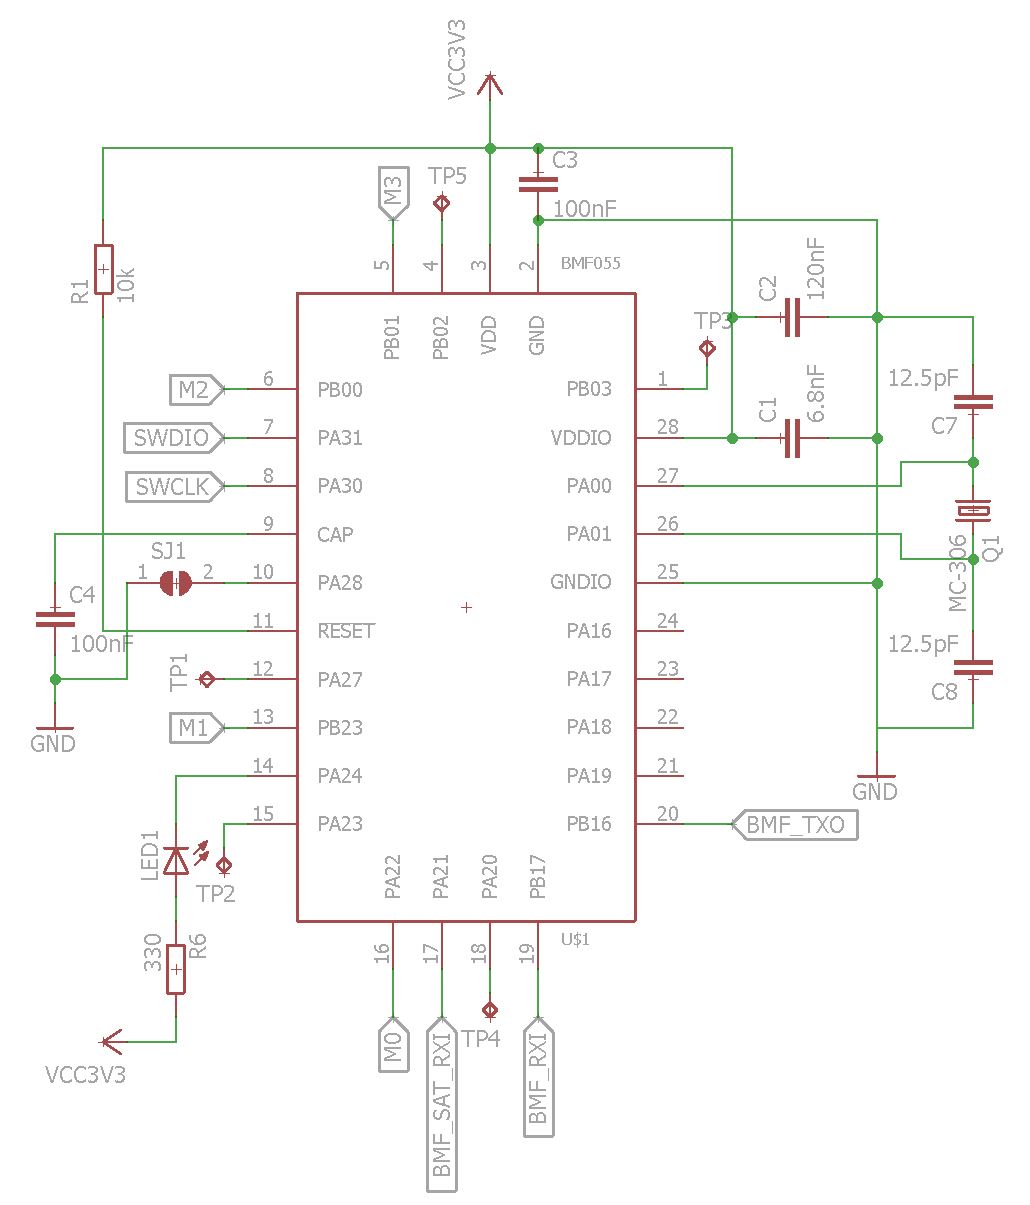 VCC3V3
C3
100nF
M3
TP5
5
4
3
2
BMF055
C2
120nF
R1
10k
PB01
PB02
VDD
GND
TP3
M2
6
PB00
PB03
1
12.5pF
C7
SWDIO
7
PA31
VDDIO
28
C1
6.8nF
SWCLK
8
PA30
PA00
27
9
CAP
PA01
26
MC-306
Q1
SJ1
1
2
10
PA28
GNDIO
25
C4
100nF
11
RESET
PA16
24
12.5pF
C8
TP1
12
PA27
PA17
23
GND
M1
13
PB23
PA18
22
14
PA24
PA19
21
GND
15
PA23
PB16
20
BMF_TXO
LED1
TP2
PA22
PA21
PA20
PB17
330
R6
16
17
18
19
U$1
VCC3V3
M0
BMF_SAT_RXI
TP4
BMF_RXI